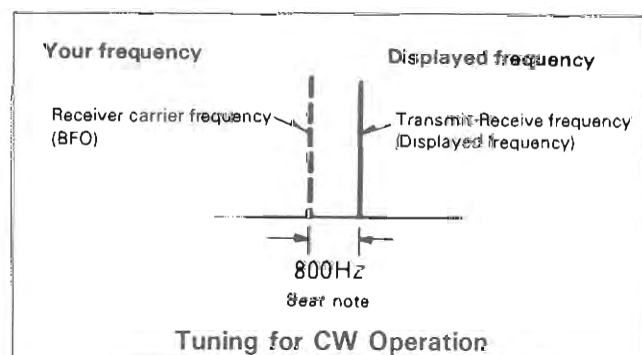 Your frequency
Displayed frequency
Receiver carrier frequency
(BFO)
Transmit-Receive frequency
(Displayed frequency)
800Hz
Beat note
Tuning for CW Operation